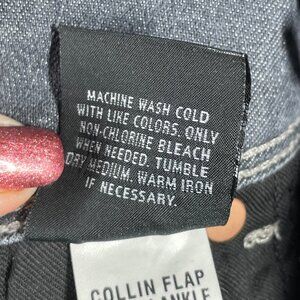 MACHINE WASH COLD
WITH LIKE COLORS. ONLY
NON-CHLORINE BLEACH
WHEN NEEDED. TUMBLE
DRY MEDIUM. WARM IRON
IF NECESSARY.
COLLIN FLAP
ANKLE